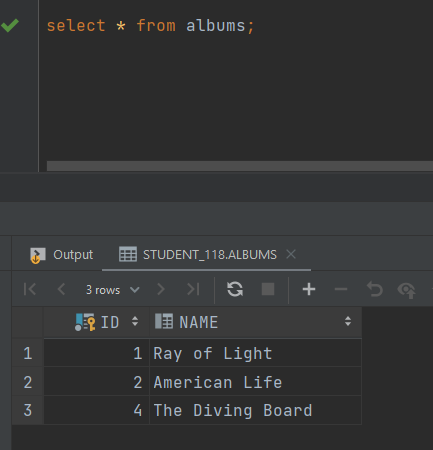 select * from albums;
Output STUDENT_118.ALBUMS
3 rows
ID NAME
1 1 Ray of Light
2 2 American Life
3 4 The Diving Board